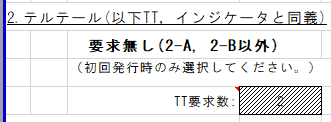 2.テルテール(以下TT, インジケータと同義)
要求無し(2-A, 2-B以外)
(初回発行時のみ選択してください。)
TT要求数: 2